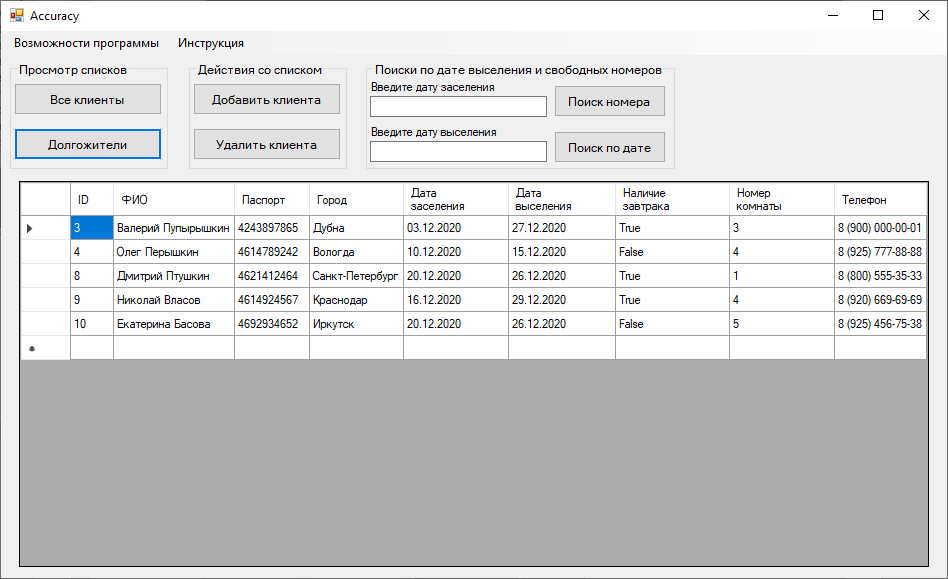 Accuracy
Возможности программы Инструкция
Просмотр списков
Все клиенты
Долгожители
Действия со списком
Добавить клиента
Удалить клиента
Поиски по дате выселения и свободных номеров
Введите дату заселения
Поиск номера
Введите дату выселения
Поиск по дате
ID ФИО Паспорт Город Дата заселения Дата выселения Наличие завтрака Номер комнаты Телефон
3 Валерий Пупырышкин 4243897865 Дубна 03.12.2020 27.12.2020 True 3 8 (900) 000-00-01
4 Олег Перышкин 4614789242 Вологда 10.12.2020 15.12.2020 False 4 8 (925) 777-88-88
8 Дмитрий Птушкин 4621412464 Санкт-Петербург 20.12.2020 26.12.2020 True 1 8 (800) 555-35-33
9 Николай Власов 4614924567 Краснодар 16.12.2020 29.12.2020 True 4 8 (920) 669-69-69
10 Екатерина Басова 4692934652 Иркутск 20.12.2020 26.12.2020 False 5 8 (925) 456-75-38